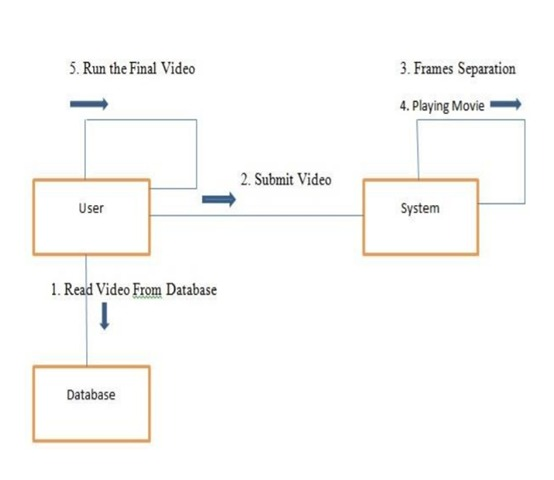 5. Run the Final Video
3. Frames Separation
4. Playing Movie
2. Submit Video
User
System
1. Read Video From Database
Database